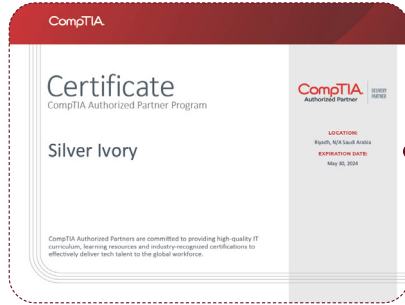 CompTIA.
Certificate
CompTIA Authorized Partner Program
Silver Ivory
CompTIA Authorized Partners are committed to providing high-quality IT
curriculum, learning resources and industry-recognized certifications to
effectively deliver tech talent to the global workforce.
CompTIA.
Authorized Partner
DELIVERY
PARTNER
LOCATION:
Riyadh, N/A Saudi Arabia
EXPIRATION DATE:
May 30, 2024